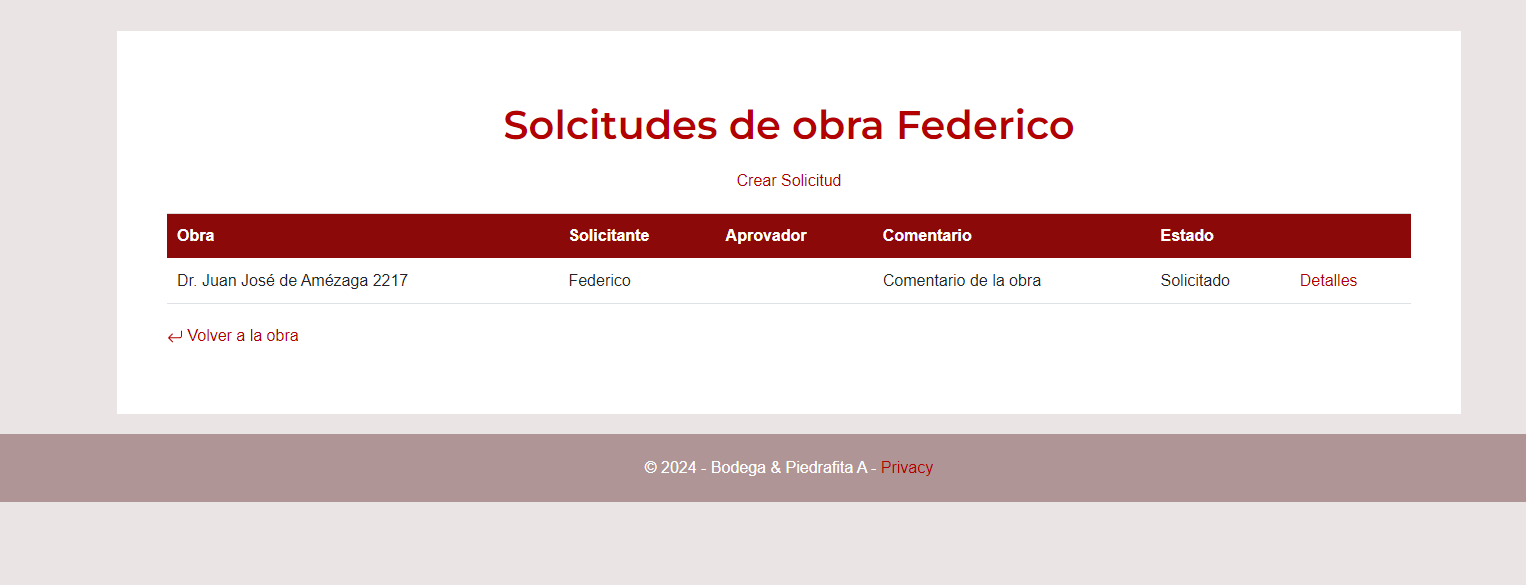 Solcitudes de obra Federico
Crear Solicitud
Obra Solicitante Aprovador Comentario Estado
Dr. Juan José de Amézaga 2217 Federico Comentario de la obra Solicitado Detalles
Volver a la obra
© 2024 - Bodega & Piedrafita A - Privacy